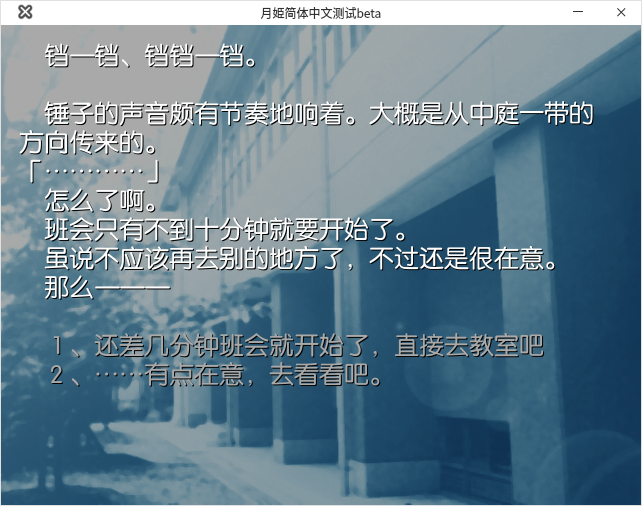 月姫简体中文测试beta
铛—铛、铛铛—铛。
锤子的声音颇有节奏地响着。大概是从中庭一带的
方向传来的。
「…………」
怎么了啊。
班会只有不到十分钟就要开始了。
虽说不应该再去别的地方了，不过还是很在意。
那么———
1、还差几分钟班会就开始了，直接去教室吧
2、……有点在意，去看看吧。